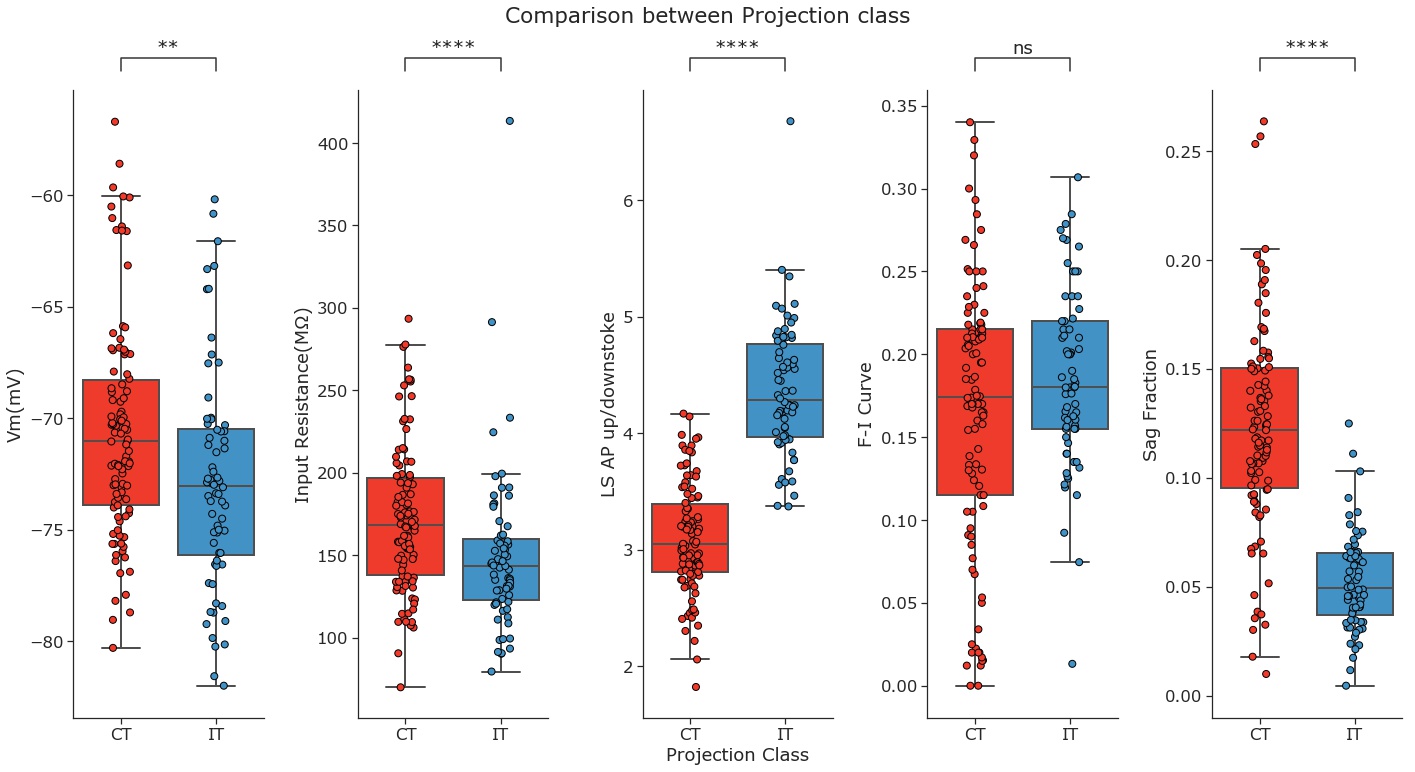 Comparison between Projection class
**
****
****
ns
****
Vm(mV)
−60
−65
−70
−75
−80
CT
IT
Input Resistance(MΩ)
400
350
300
250
200
150
100
CT
IT
LS AP up/downstoke
6
5
4
3
2
CT
IT
Projection Class
F-I Curve
0.35
0.30
0.25
0.20
0.15
0.10
0.05
0.00
CT
IT
Sag Fraction
0.25
0.20
0.15
0.10
0.05
0.00
CT
IT